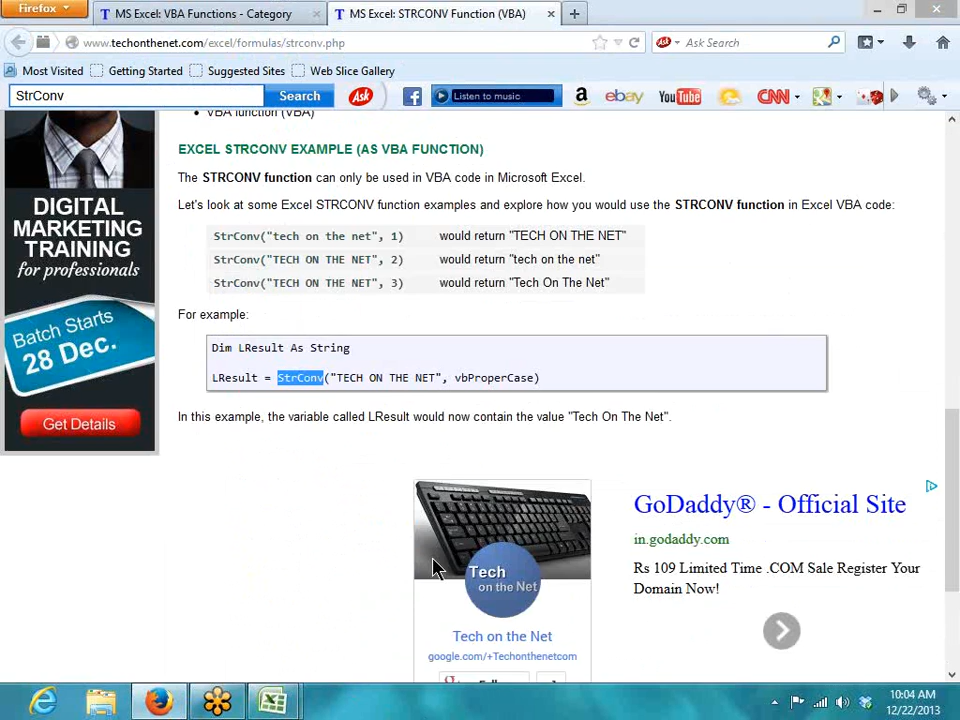 Firefox
MS Excel: VBA Functions - Category
MS Excel: STRCONV Function (VBA)
www.techonthenet.com/excel/formulas/strconv.php
Ask
Ask Search
Most Visited
Getting Started
Suggested Sites
Web Slice Gallery
StrConv
Search
Ask
Listen to music
ebay
YouTube
CNN
VBA function (VBA)
EXCEL STRCONV EXAMPLE (AS VBA FUNCTION)
The STRCONV function can only be used in VBA code in Microsoft Excel.
Let's look at some Excel STRCONV function examples and explore how you would use the STRCONV function in Excel VBA code:
StrConv("tech on the net", 1) would return "TECH ON THE NET"
StrConv("TECH ON THE NET", 2) would return "tech on the net"
StrConv("TECH ON THE NET", 3) would return "Tech On The Net"
For example:
Dim LResult As String
LResult = StrConv("TECH ON THE NET", vbProperCase)
In this example, the variable called LResult would now contain the value "Tech On The Net".
DIGITAL
MARKETING
TRAINING
for professionals
Batch Starts
28 Dec.
Get Details
Tech
on the Net
Tech on the Net
google.com/+Techonthenetcom
GoDaddy® - Official Site
in.godaddy.com
Rs 109 Limited Time .COM Sale Register Your
Domain Now!
10:04 AM
12/22/2013